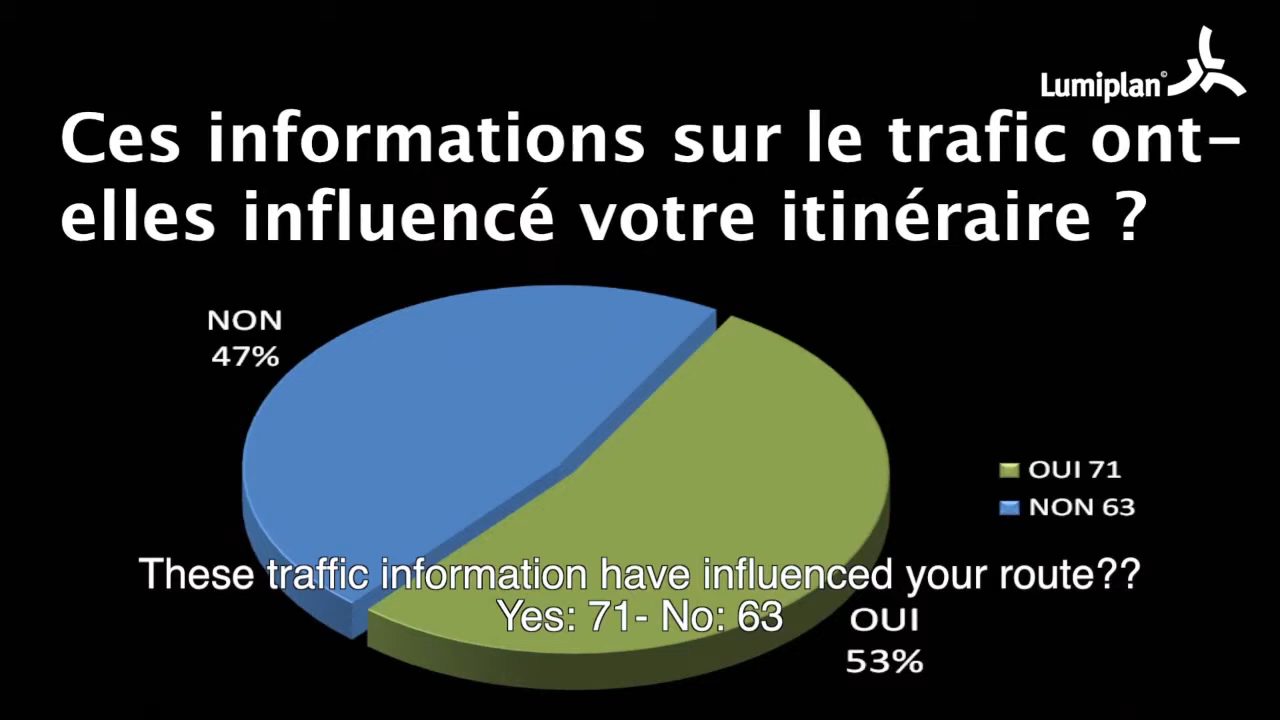 Lumiplan©
Ces informations sur le trafic ont-
elles influencé votre itinéraire ?
NON
47%
OUI 71
NON 63
These traffic information have influenced your route??
Yes: 71- No: 63
OUI
53%